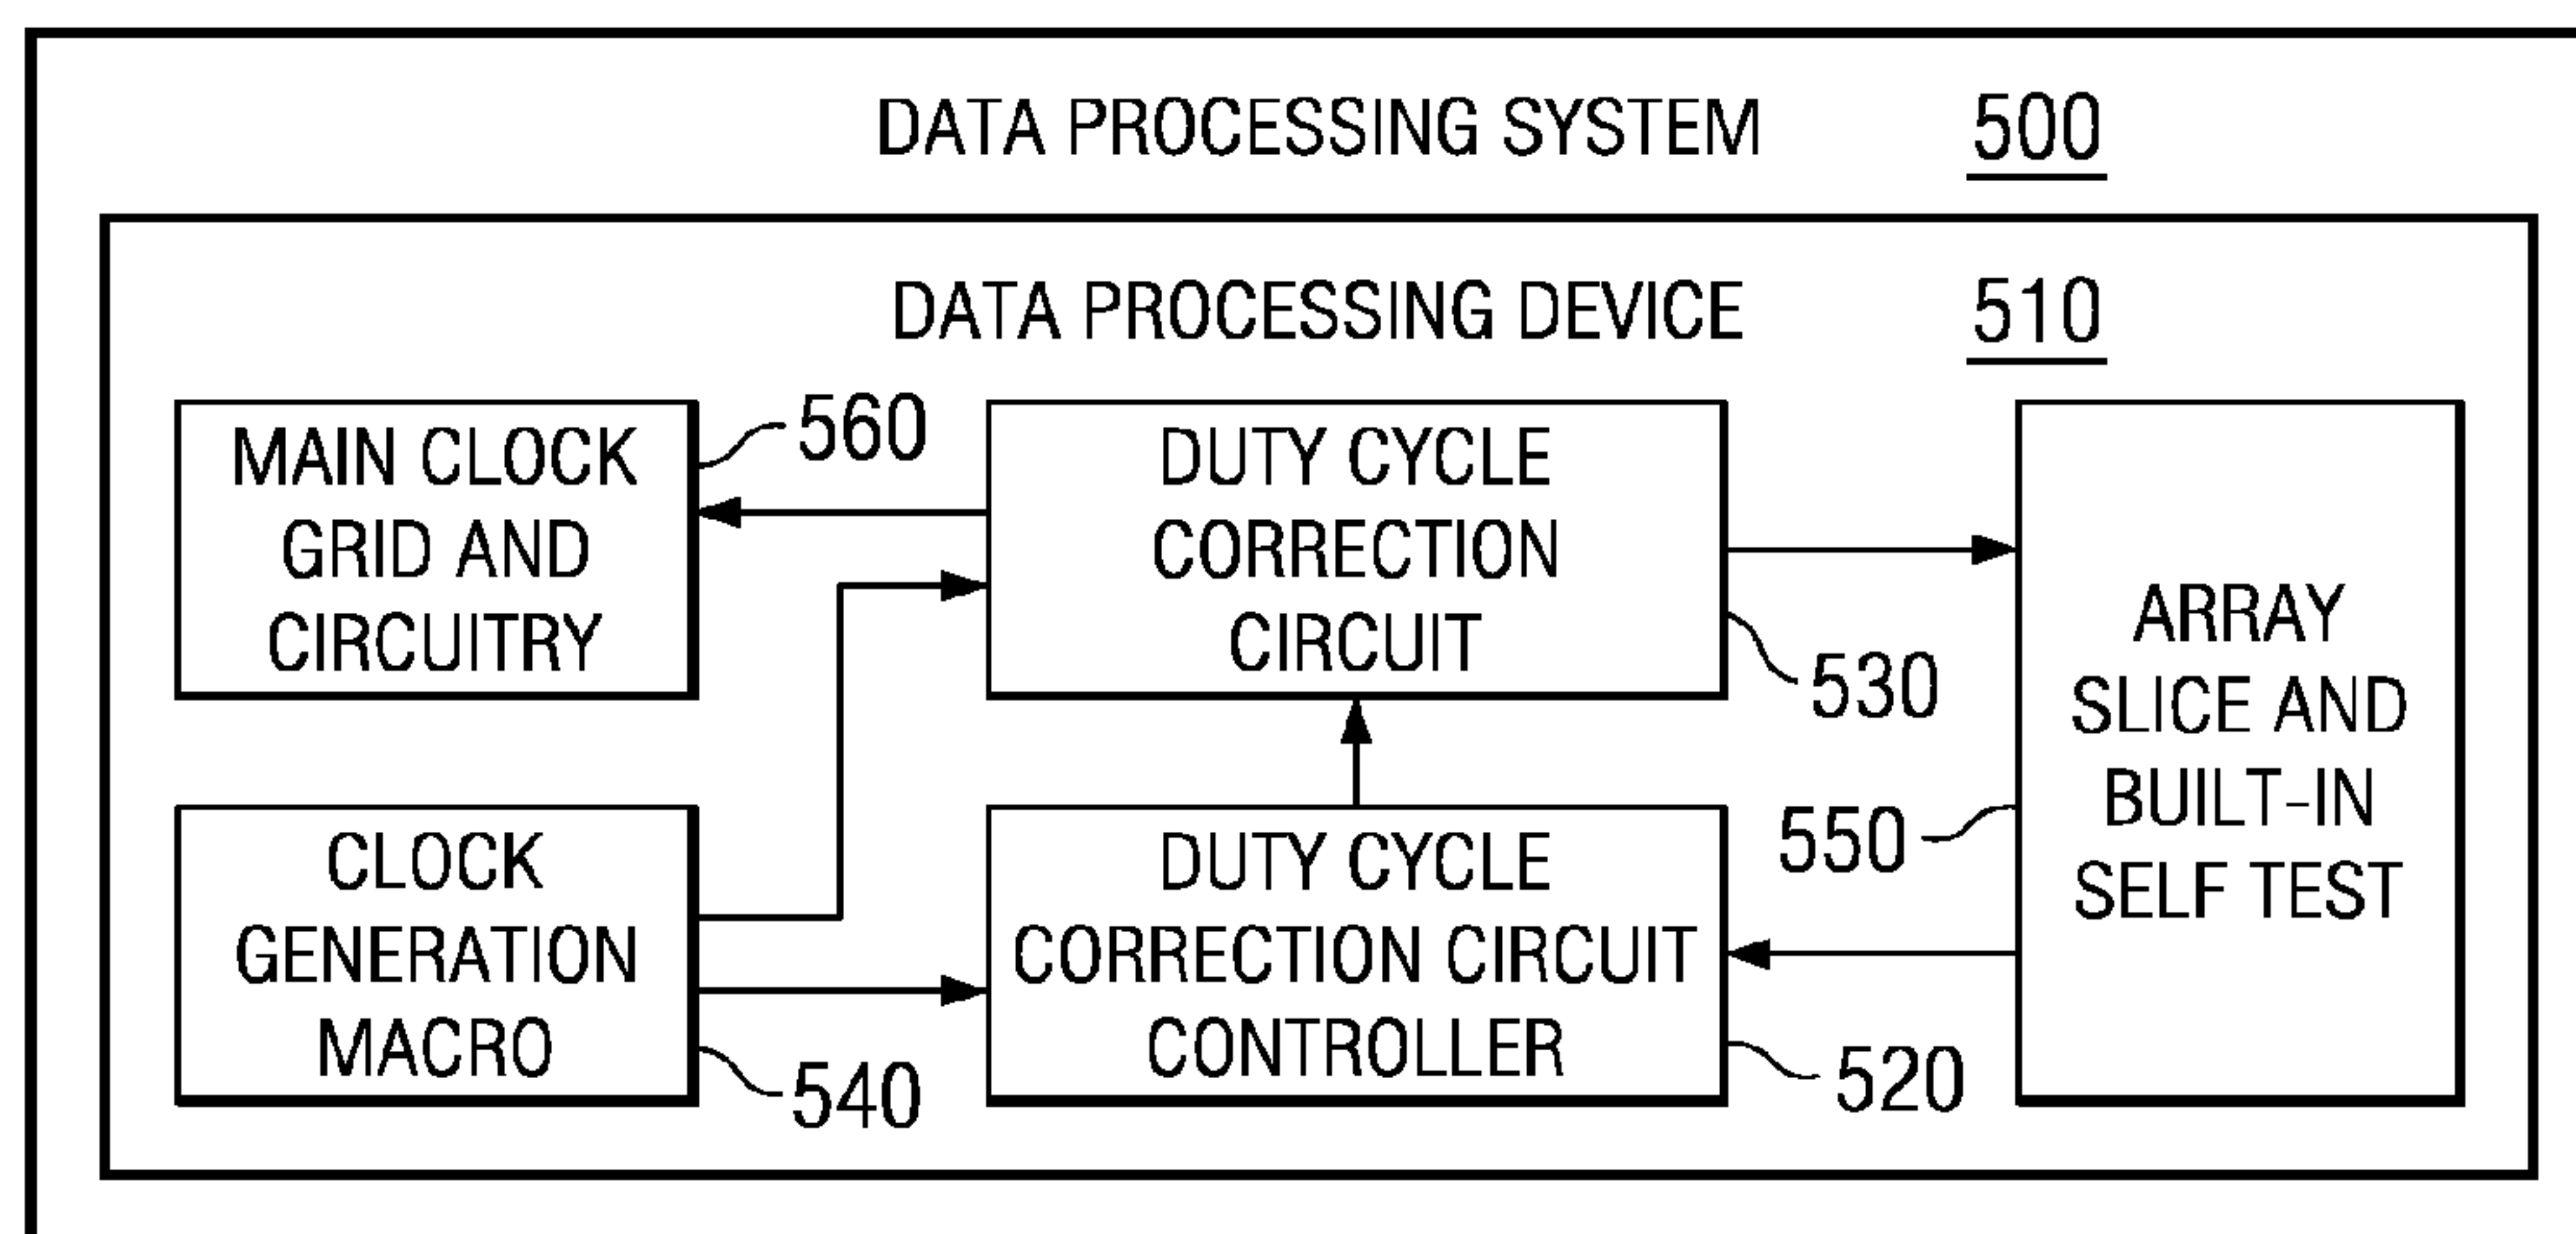 DATA PROCESSING SYSTEM 500
DATA PROCESSING DEVICE 510
MAIN CLOCK
GRID AND
CIRCUITRY
560
DUTY CYCLE
CORRECTION
CIRCUIT
530
ARRAY
SLICE AND
BUILT-IN
SELF TEST
550
CLOCK
GENERATION
MACRO
540
DUTY CYCLE
CORRECTION CIRCUIT
CONTROLLER
520